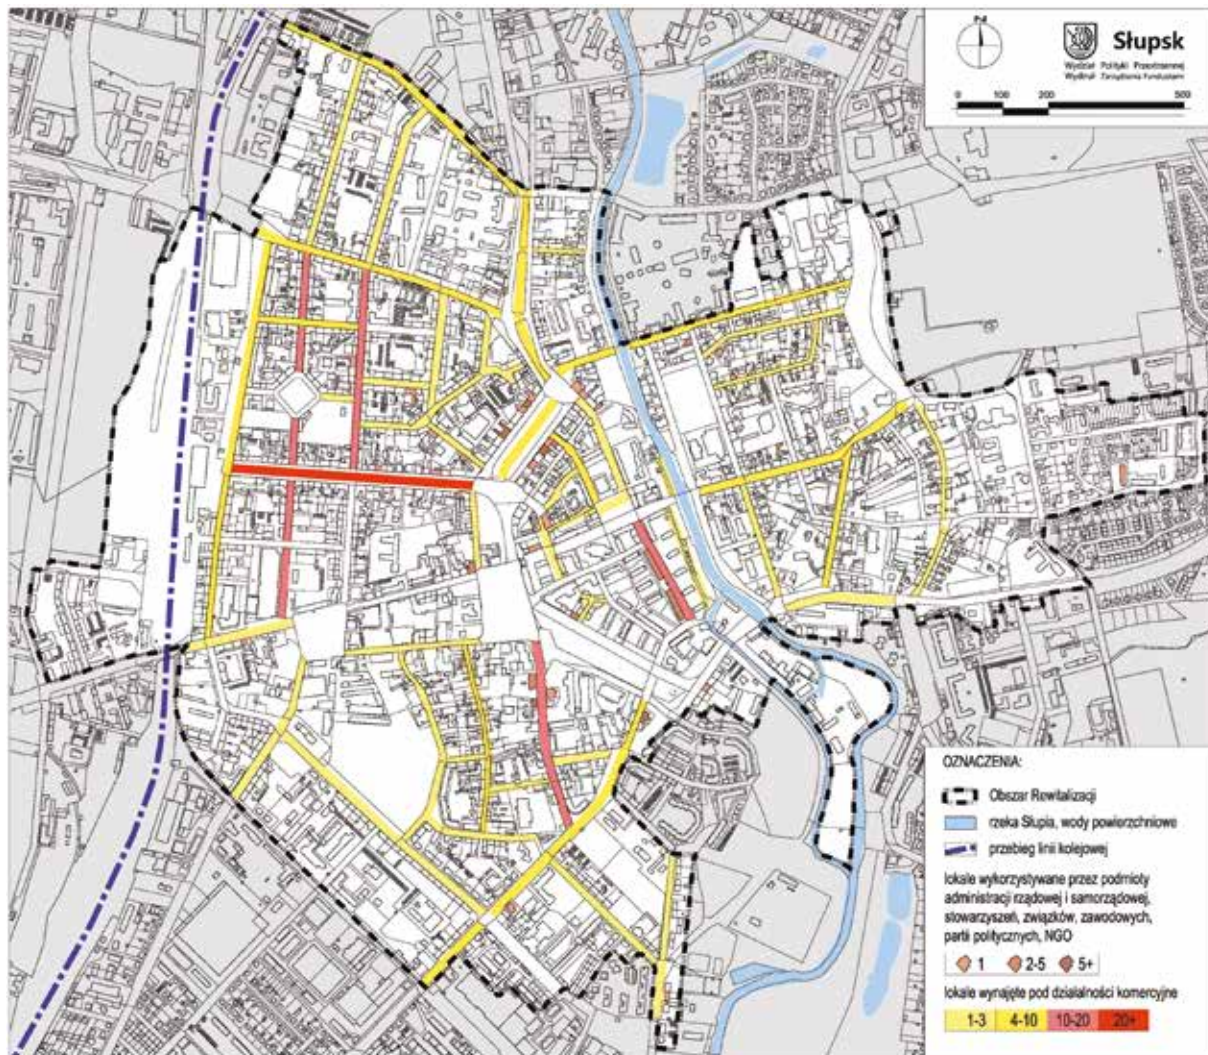 N
Słupsk
Wydział Polityki Przestrzennej
Wydział Zarządzania Funduszami
0 100 200 500
OZNACZENIA:
Obszar Rewitalizacji
rzeka Słupia, wody powierzchniowe
przebieg linii kolejowej
lokale wykorzystywane przez podmioty
administracji rządowej i samorządowej,
stowarzyszeń, związków, zawodowych,
partii politycznych, NGO
1 2-5 5+
lokale wynajęte pod działalności komercyjne
1-3 4-10 10-20 20+